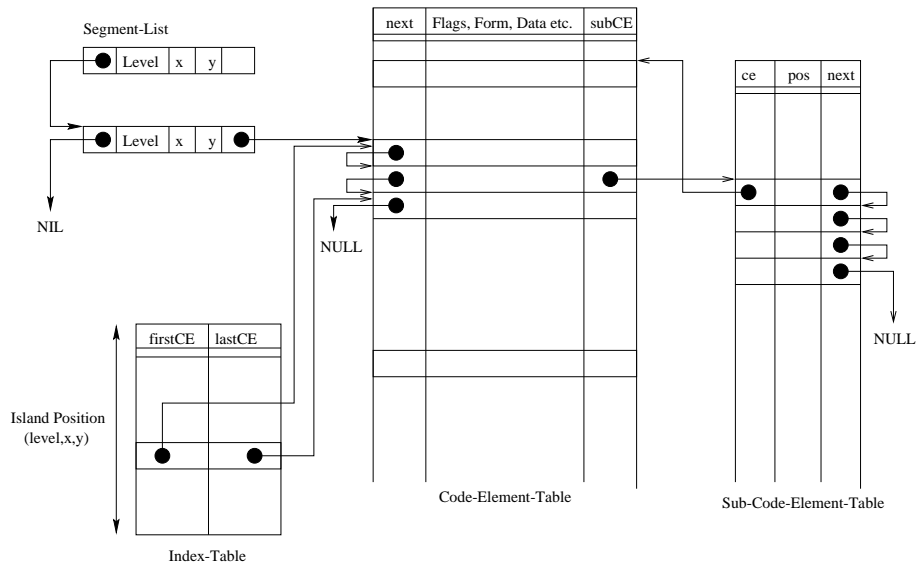 Segment-List
Level x y
Level x y
NIL
next Flags, Form, Data etc. subCE
NULL
Code-Element-Table
ce pos next
NULL
Sub-Code-Element-Table
firstCE lastCE
Island Position
(level,x,y)
Index-Table